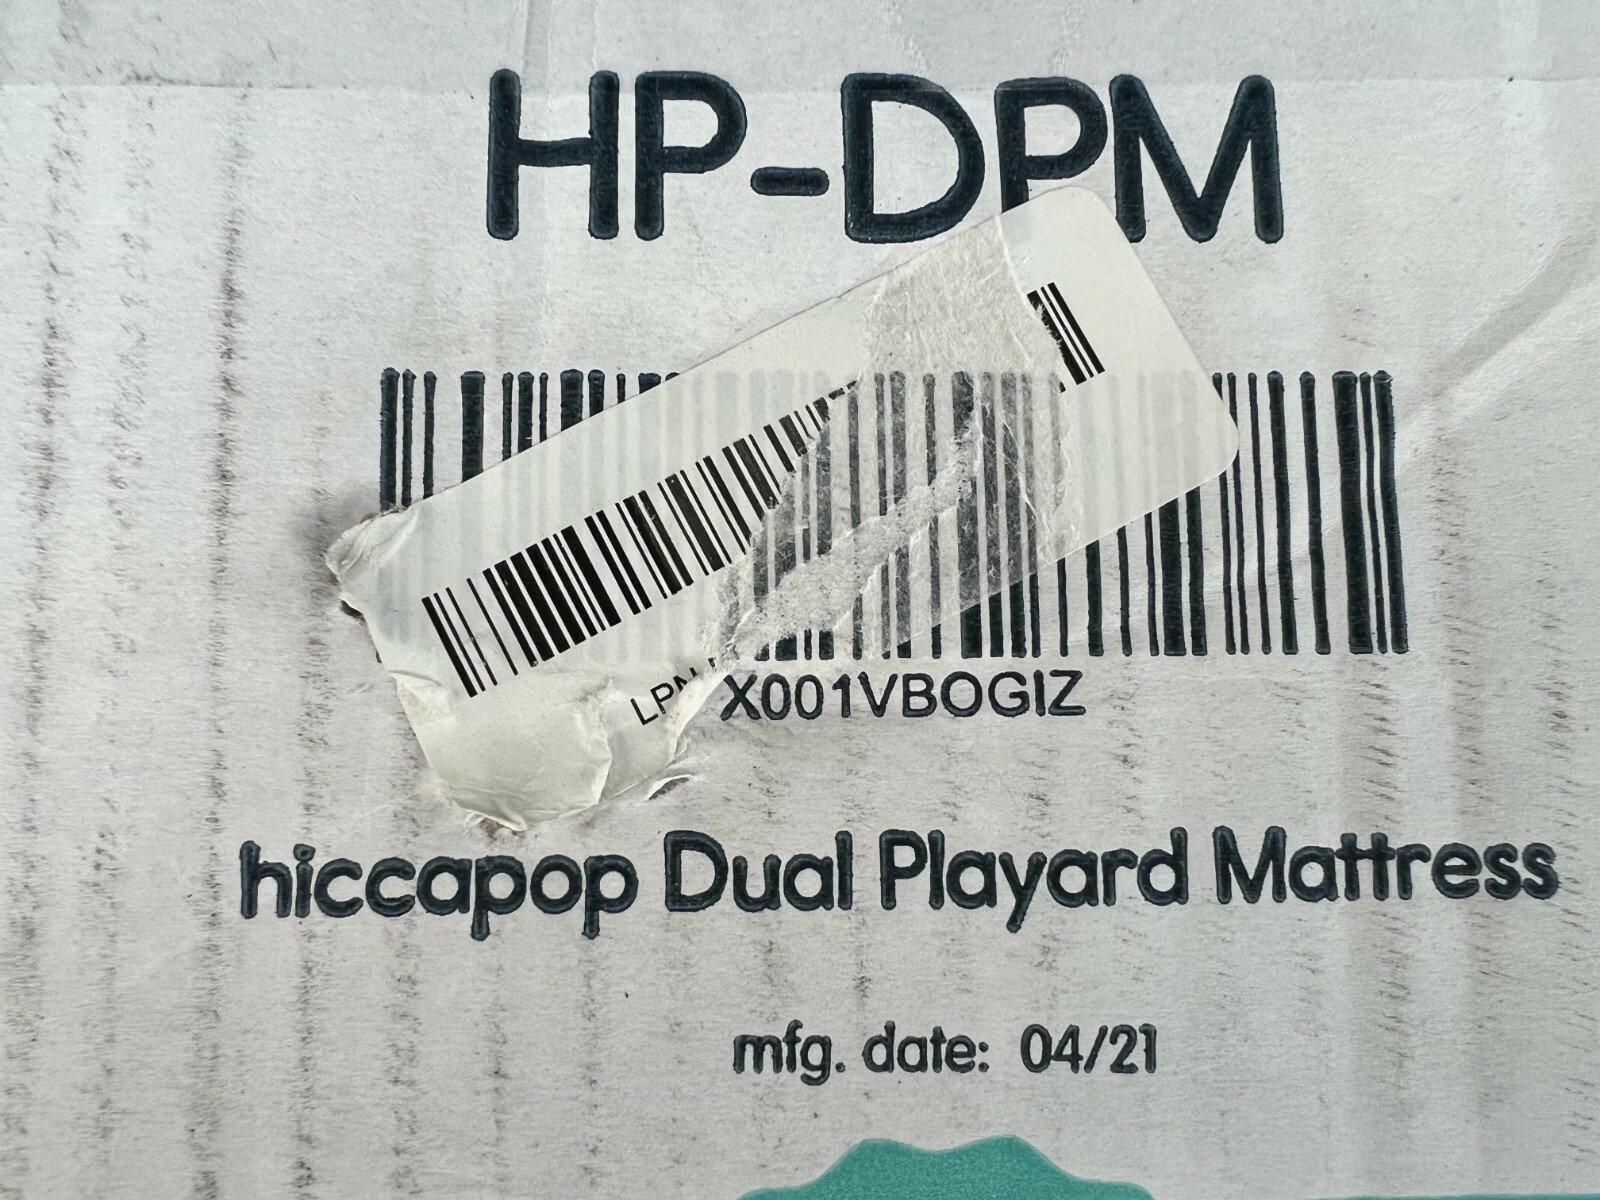 HP-DPM
LPN
X001VBOGIZ
hiccapop Dual Playard Mattress
mfg. date: 04/21